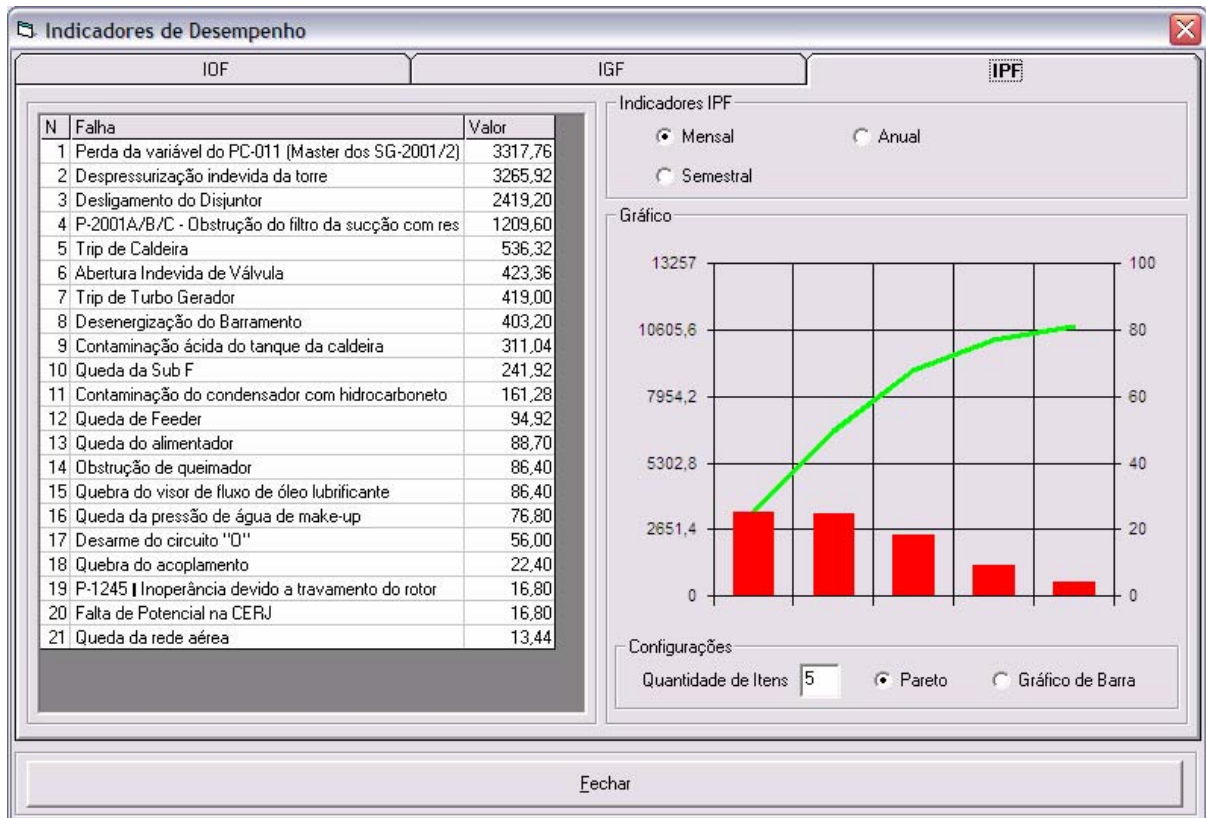 Indicadores de Desempenho
IOF IGF IPF
N Falha Valor
1 Perda da variável do PC-011 (Master dos SG-2001/2) 3317,76
2 Despressurização indevida da torre 3265,92
3 Desligamento do Disjuntor 2419,20
4 P-2001A/B/C - Obstrução do filtro da sucção com res 1209,60
5 Trip de Caldeira 536,32
6 Abertura Indevida de Válvula 423,36
7 Trip de Turbo Gerador 419,00
8 Desenergização do Barramento 403,20
9 Contaminação ácida do tanque da caldeira 311,04
10 Queda da Sub F 241,92
11 Contaminação do condensador com hidrocarboneto 161,28
12 Queda de Feeder 94,92
13 Queda do alimentador 88,70
14 Obstrução de queimador 86,40
15 Quebra do visor de fluxo de óleo lubrificante 86,40
16 Queda da pressão de água de make-up 76,80
17 Desarme do circuito "O" 56,00
18 Quebra do acoplamento 22,40
19 P-1245 | Inoperância devido a travamento do rotor 16,80
20 Falta de Potencial na CERJ 16,80
21 Queda da rede aérea 13,44
Indicadores IPF
Mensal Anual
Semestral
Gráfico
13257 100
10605,6 80
7954,2 60
5302,8 40
2651,4 20
0 0
Configurações
Quantidade de Itens 5 Pareto Gráfico de Barra
Fechar